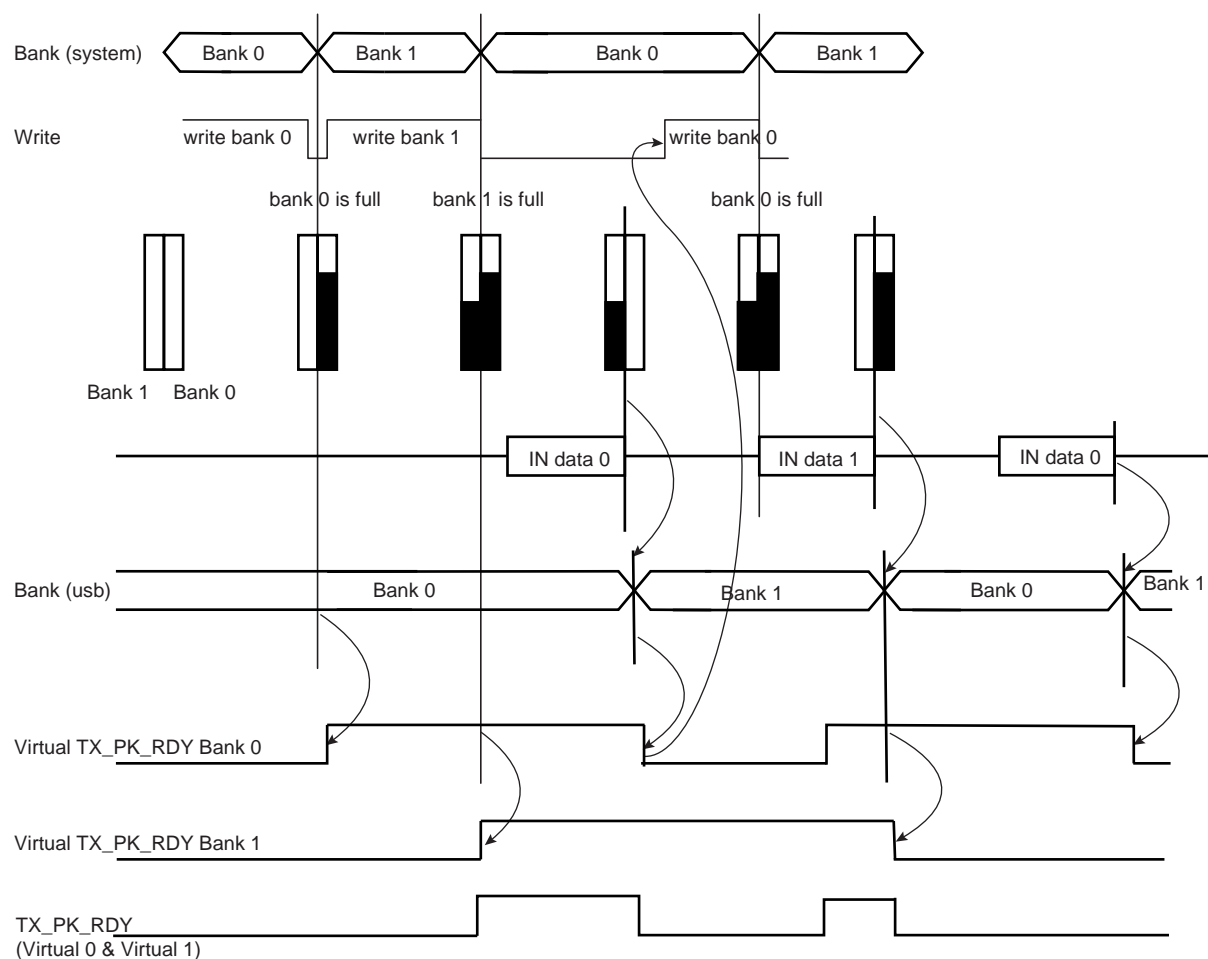 Bank (system)
Bank 0
Bank 1
Bank 0
Bank 1
Write
write bank 0
write bank 1
write bank 0
bank 0 is full
bank 1 is full
bank 0 is full
Bank 1
Bank 0
IN data 0
IN data 1
IN data 0
Bank (usb)
Bank 0
Bank 1
Bank 0
Bank 1
Virtual TX_PK_RDY Bank 0
Virtual TX_PK_RDY Bank 1
TX_PK_RDY
(Virtual 0 & Virtual 1)